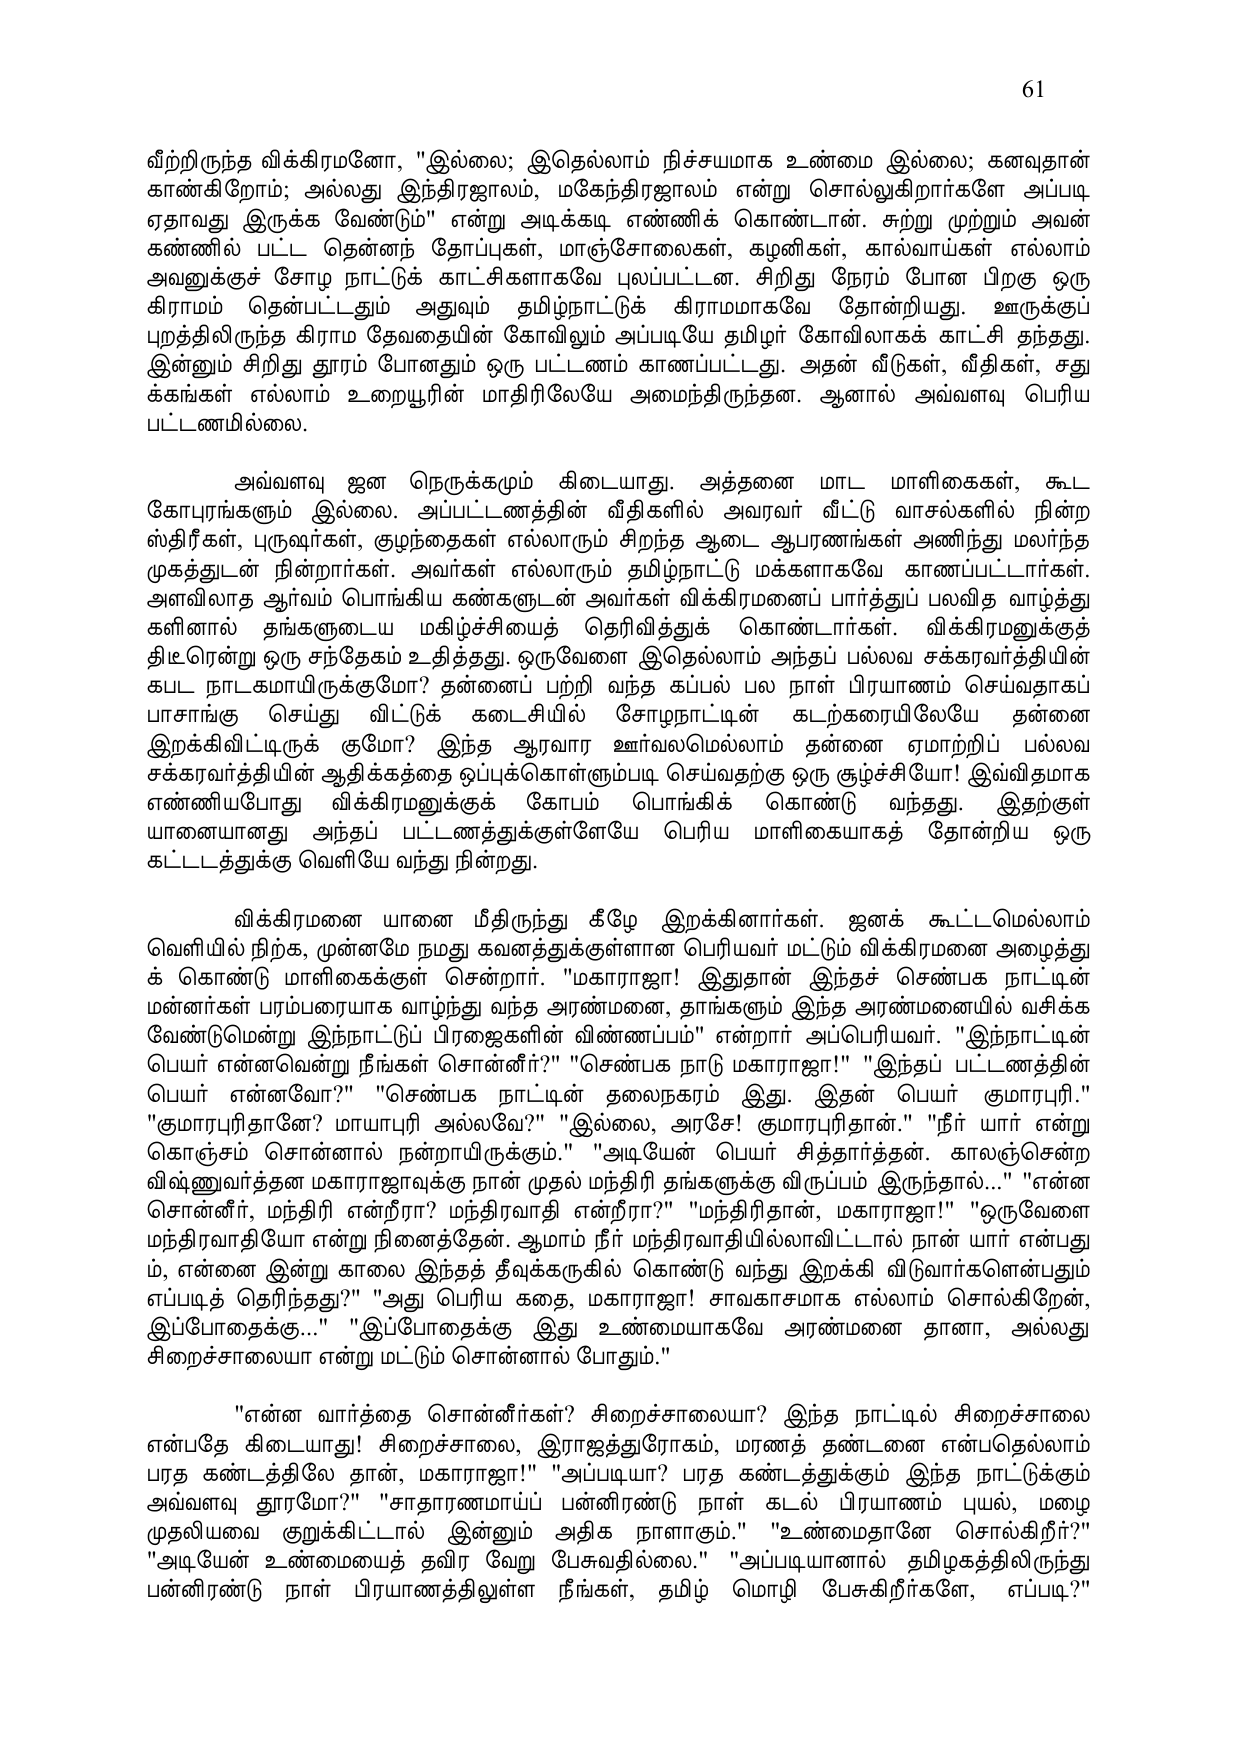 61
வீற்றிருந்த விக்கிரமனோ, "இல்லை; இதெல்லாம் நிச்சயமாக உண்மை இல்லை; கனவுதான்
காண்கிறோம்; அல்லது இந்திரஜாலம், மகேந்திரஜாலம் என்று சொல்லுகிறார்களே அப்படி
ஏதாவது இருக்க வேண்டும்" என்று அடிக்கடி எண்ணிக் கொண்டான். சுற்று முற்றும் அவன்
கண்ணில் பட்ட தென்னந் தோப்புகள், மாஞ்சோலைகள், கழனிகள், கால்வாய்கள் எல்லாம்
அவனுக்குச் சோழ நாட்டுக் காட்சிகளாகவே புலப்பட்டன. சிறிது நேரம் போன பிறகு ஒரு
கிராமம் தென்பட்டதும் அதுவும் தமிழ்நாட்டுக் கிராமமாகவே தோன்றியது. ஊருக்குப்
புறத்திலிருந்த கிராம தேவதையின் கோவிலும் அப்படியே தமிழர் கோவிலாகக் காட்சி தந்தது.
இன்னும் சிறிது தூரம் போனதும் ஒரு பட்டணம் காணப்பட்டது. அதன் வீடுகள், வீதிகள், சது
க்கங்கள் எல்லாம் உறையூரின் மாதிரிலேயே அமைந்திருந்தன. ஆனால் அவ்வளவு பெரிய
பட்டணமில்லை.
அவ்வளவு ஜன நெருக்கமும் கிடையாது. அத்தனை மாட மாளிகைகள், கூட
கோபுரங்களும் இல்லை. அப்பட்டணத்தின் வீதிகளில் அவரவர் வீட்டு வாசல்களில் நின்ற
ஸ்திரீகள், புருஷர்கள், குழந்தைகள் எல்லாரும் சிறந்த ஆடை ஆபரணங்கள் அணிந்து மலர்ந்த
முகத்துடன் நின்றார்கள். அவர்கள் எல்லாரும் தமிழ்நாட்டு மக்களாகவே காணப்பட்டார்கள்.
அளவிலாத ஆர்வம் பொங்கிய கண்களுடன் அவர்கள் விக்கிரமனைப் பார்த்துப் பலவித வாழ்த்து
களினால் தங்களுடைய மகிழ்ச்சியைத் தெரிவித்துக் கொண்டார்கள். விக்கிரமனுக்குத்
திடீரென்று ஒரு சந்தேகம் உதித்தது. ஒருவேளை இதெல்லாம் அந்தப் பல்லவ சக்கரவர்த்தியின்
கபட நாடகமாயிருக்குமோ? தன்னைப் பற்றி வந்த கப்பல் பல நாள் பிரயாணம் செய்வதாகப்
பாசாங்கு செய்து விட்டுக் கடைசியில் சோழநாட்டின் கடற்கரையிலேயே தன்னை
இறக்கிவிட்டிருக் குமோ? இந்த ஆரவார ஊர்வலமெல்லாம் தன்னை ஏமாற்றிப் பல்லவ
சக்கரவர்த்தியின் ஆதிக்கத்தை ஒப்புக்கொள்ளும்படி செய்வதற்கு ஒரு சூழ்ச்சியோ! இவ்விதமாக
எண்ணியபோது விக்கிரமனுக்குக் கோபம் பொங்கிக் கொண்டு வந்தது. இதற்குள்
யானையானது அந்தப் பட்டணத்துக்குள்ளேயே பெரிய மாளிகையாகத் தோன்றிய ஒரு
கட்டடத்துக்கு வெளியே வந்து நின்றது.
விக்கிரமனை யானை மீதிருந்து கீழே இறக்கினார்கள். ஜனக் கூட்டமெல்லாம்
வெளியில் நிற்க, முன்னமே நமது கவனத்துக்குள்ளான பெரியவர் மட்டும் விக்கிரமனை அழைத்து
க் கொண்டு மாளிகைக்குள் சென்றார். "மகாராஜா! இதுதான் இந்தச் செண்பக நாட்டின்
மன்னர்கள் பரம்பரையாக வாழ்ந்து வந்த அரண்மனை, தாங்களும் இந்த அரண்மனையில் வசிக்க
வேண்டுமென்று இந்நாட்டுப் பிரஜைகளின் விண்ணப்பம்" என்றார் அப்பெரியவர். "இந்நாட்டின்
பெயர் என்னவென்று நீங்கள் சொன்னீர்?" "செண்பக நாடு மகாராஜா!" "இந்தப் பட்டணத்தின்
பெயர் என்னவோ?" "செண்பக நாட்டின் தலைநகரம் இது. இதன் பெயர் குமாரபுரி."
"குமாரபுரிதானே? மாயாபுரி அல்லவே?" "இல்லை, அரசே! குமாரபுரிதான்." "நீர் யார் என்று
கொஞ்சம் சொன்னால் நன்றாயிருக்கும்." "அடியேன் பெயர் சித்தார்த்தன். காலஞ்சென்ற
விஷ்ணுவர்த்தன மகாராஜாவுக்கு நான் முதல் மந்திரி தங்களுக்கு விருப்பம் இருந்தால்..." "என்ன
சொன்னீர், மந்திரி என்றீரா? மந்திரவாதி என்றீரா?" "மந்திரிதான், மகாராஜா!" "ஒருவேளை
மந்திரவாதியோ என்று நினைத்தேன். ஆமாம் நீர் மந்திரவாதியில்லாவிட்டால் நான் யார் என்பது
ம், என்னை இன்று காலை இந்தத் தீவுக்கருகில் கொண்டு வந்து இறக்கி விடுவார்களென்பதும்
எப்படித் தெரிந்தது?" "அது பெரிய கதை, மகாராஜா! சாவகாசமாக எல்லாம் சொல்கிறேன்,
இப்போதைக்கு..." "இப்போதைக்கு இது உண்மையாகவே அரண்மனை தானா, அல்லது
சிறைச்சாலையா என்று மட்டும் சொன்னால் போதும்."
"என்ன வார்த்தை சொன்னீர்கள்? சிறைச்சாலையா? இந்த நாட்டில் சிறைச்சாலை
என்பதே கிடையாது! சிறைச்சாலை, இராஜத்துரோகம், மரணத் தண்டனை என்பதெல்லாம்
பரத கண்டத்திலே தான், மகாராஜா!" "அப்படியா? பரத கண்டத்துக்கும் இந்த நாட்டுக்கும்
அவ்வளவு தூரமோ?" "சாதாரணமாய்ப் பன்னிரண்டு நாள் கடல் பிரயாணம் புயல், மழை
முதலியவை குறுக்கிட்டால் இன்னும் அதிக நாளாகும்." "உண்மைதானே சொல்கிறீர்?"
"அடியேன் உண்மையைத் தவிர வேறு பேசுவதில்லை." "அப்படியானால் தமிழகத்திலிருந்து
பன்னிரண்டு நாள் பிரயாணத்திலுள்ள நீங்கள், தமிழ் மொழி பேசுகிறீர்களே, எப்படி?"